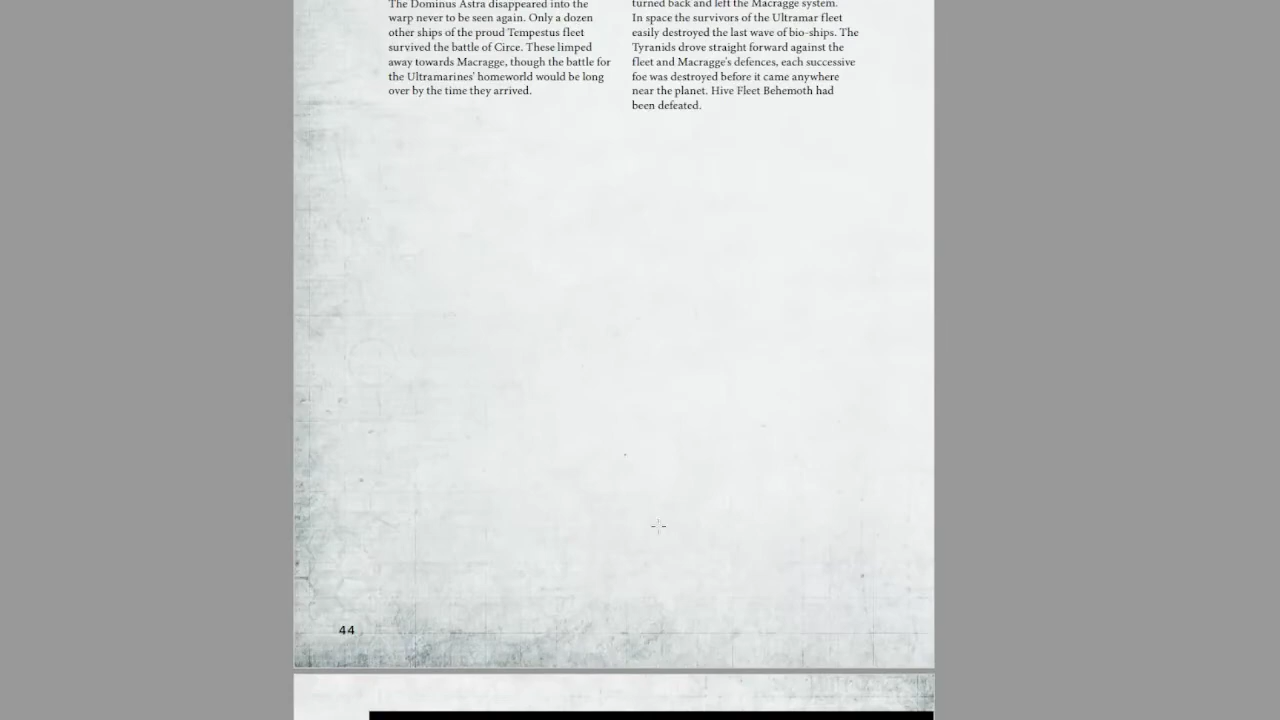 The Dominus Astra disappeared into the
warp never to be seen again. Only a dozen
other ships of the proud Tempestus fleet
survived the battle of Circe. These limped
away towards Macragge, though the battle for
the Ultramarines' homeworld would be long
over by the time they arrived.
turned back and left the Macragge system.
In space the survivors of the Ultramar fleet
easily destroyed the last wave of bio-ships. The
Tyranids drove straight forward against the
fleet and Macragge's defences, each successive
foe was destroyed before it came anywhere
near the planet. Hive Fleet Behemoth had
been defeated.
44